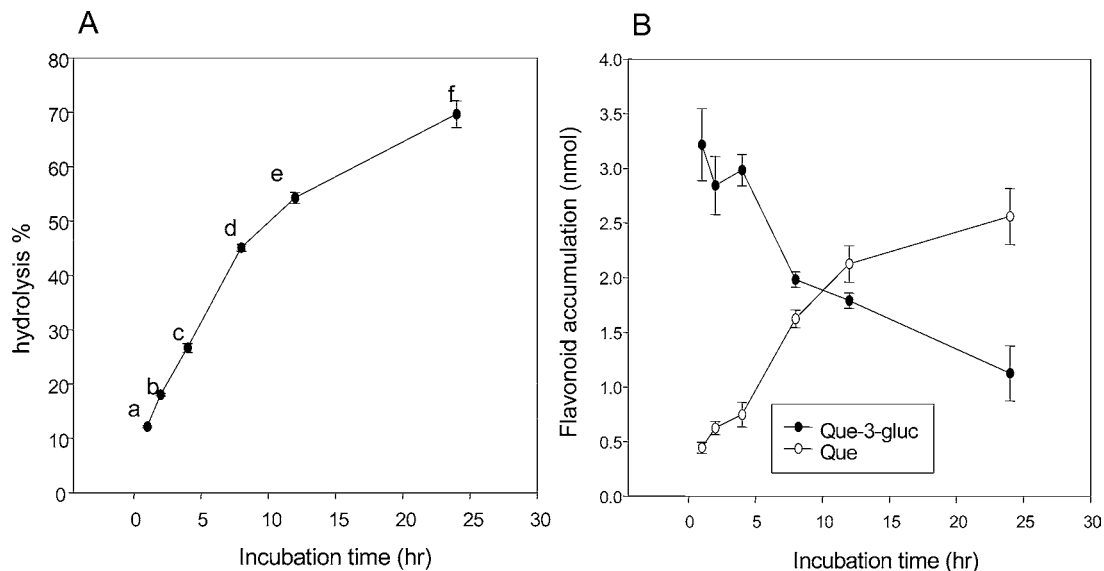 A
80
70
60
50
40
30
20
10
0
hydrolysis %
a
b
c
d
e
f
0 5 10 15 20 25 30
Incubation time (hr)
B
4.0
3.5
3.0
2.5
2.0
1.5
1.0
0.5
0.0
Flavonoid accumulation (nmol)
Que-3-gluc
Que
0 5 10 15 20 25 30
Incubation time (hr)